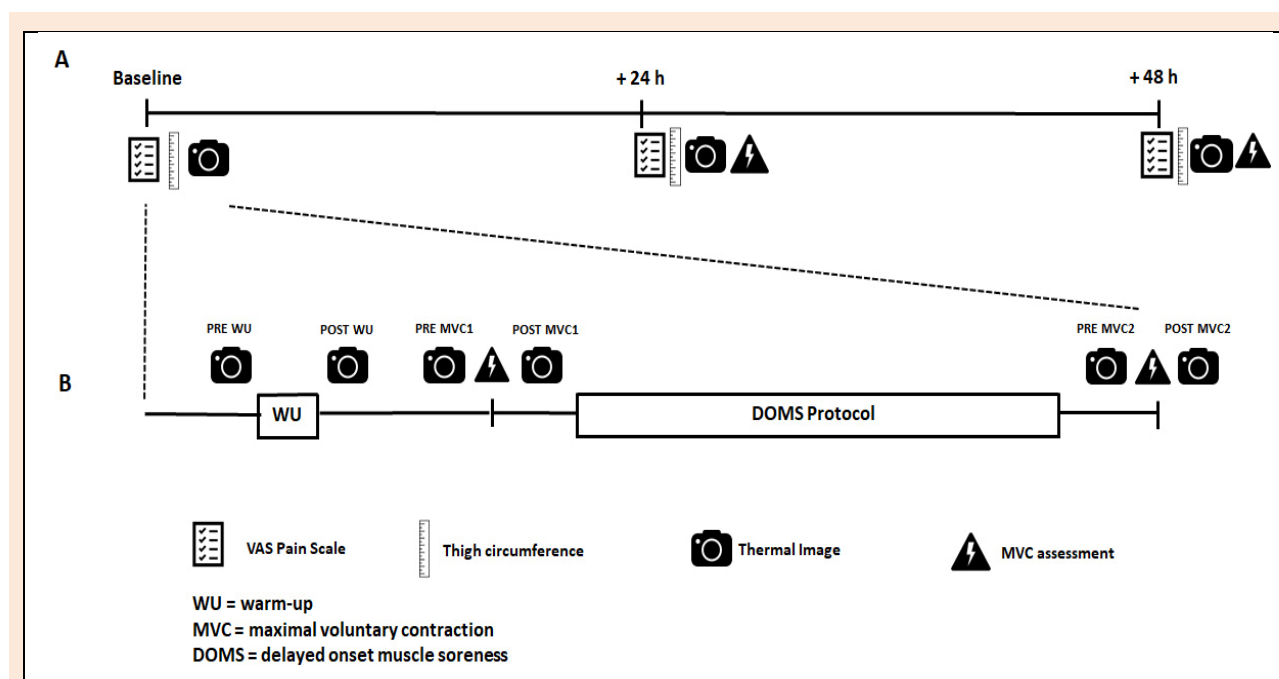 A
Baseline
+ 24 h
+ 48 h
PRE WU
POST WU
PRE MVC1
POST MVC1
PRE MVC2
POST MVC2
B
WU
DOMS Protocol
VAS Pain Scale
Thigh circumference
Thermal Image
MVC assessment
WU = warm-up
MVC = maximal voluntary contraction
DOMS = delayed onset muscle soreness